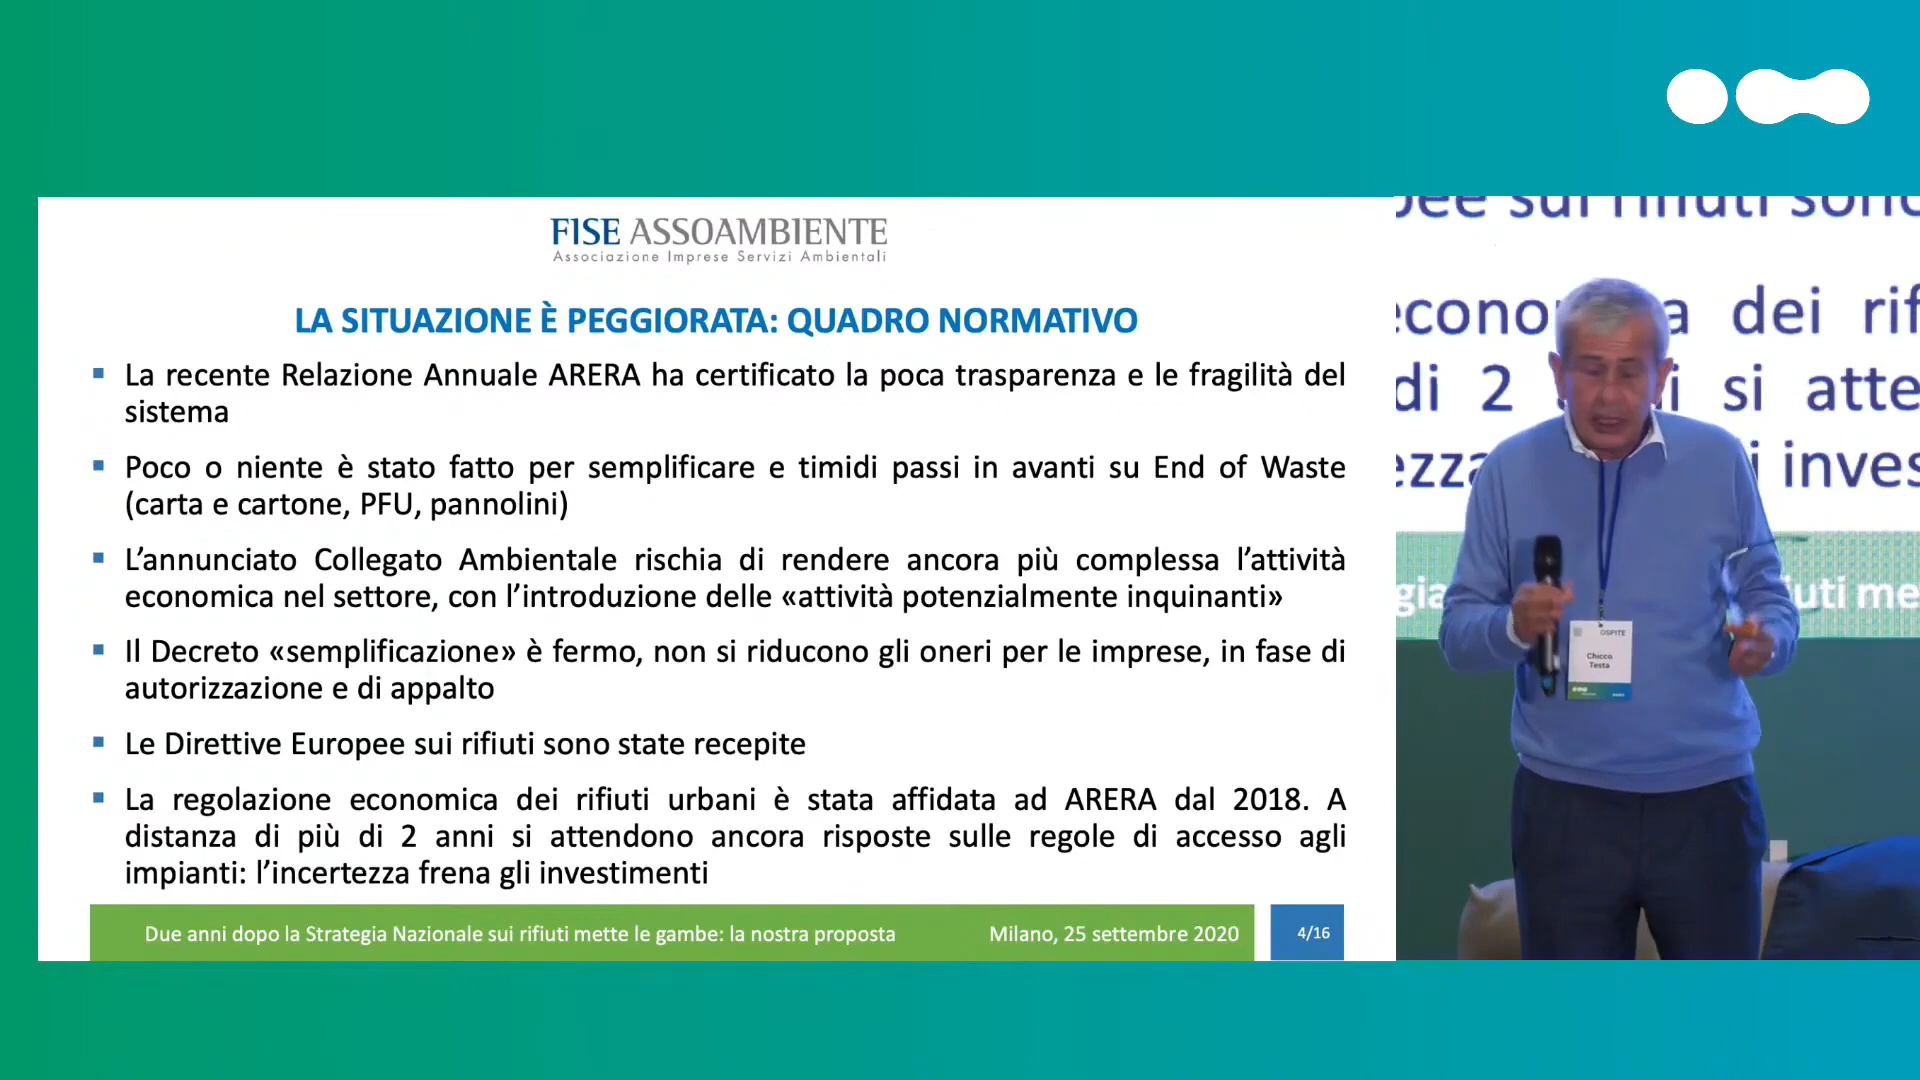 FISE ASSOAMBIENTE
Associazione Imprese Servizi Ambientali
LA SITUAZIONE È PEGGIORATA: QUADRO NORMATIVO
La recente Relazione Annuale ARERA ha certificato la poca trasparenza e le fragilità del
sistema
Poco o niente è stato fatto per semplificare e timidi passi in avanti su End of Waste
(carta e cartone, PFU, pannolini)
L’annunciato Collegato Ambientale rischia di rendere ancora più complessa l’attività
economica nel settore, con l’introduzione delle «attività potenzialmente inquinanti»
Il Decreto «semplificazione» è fermo, non si riducono gli oneri per le imprese, in fase di
autorizzazione e di appalto
Le Direttive Europee sui rifiuti sono state recepite
La regolazione economica dei rifiuti urbani è stata affidata ad ARERA dal 2018. A
distanza di più di 2 anni si attendono ancora risposte sulle regole di accesso agli
impianti: l’incertezza frena gli investimenti
Due anni dopo la Strategia Nazionale sui rifiuti mette le gambe: la nostra proposta
Milano, 25 settembre 2020
4/16
sui rifiuti
dei
di 2 si
OSPITE
Chicco
Testa